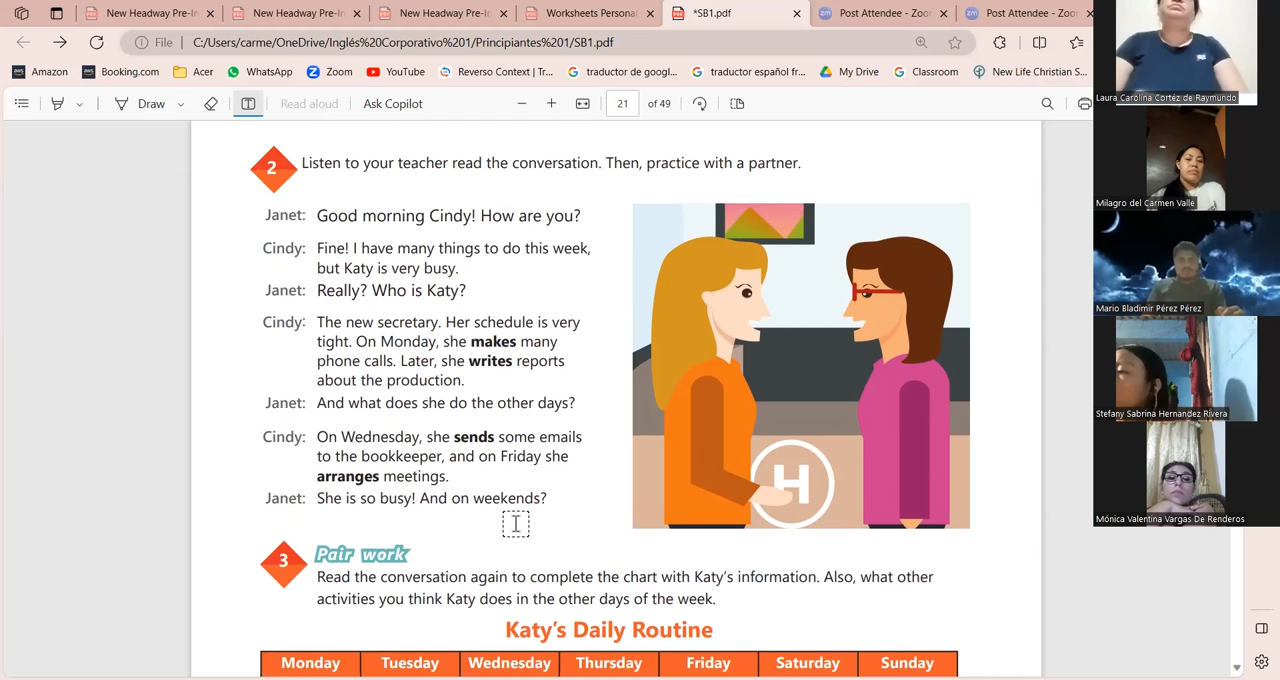 New Headway Pre-In
New Headway Pre-In
New Headway Pre-In
Worksheets Persona
*SB1.pdf
Post Attendee - Zoo
Post Attendee - Zoo
File
C:/Users/carme/OneDrive/Inglés%20Corporativo%201/Principiantes%201/SB1.pdf
Amazon
Booking.com
Acer
WhatsApp
Zoom
YouTube
Reverso Context | Tr...
traductor de googl...
traductor español fr...
My Drive
Classroom
New Life Christian S...
Draw
Read aloud
Ask Copilot
21 of 49
2 Listen to your teacher read the conversation. Then, practice with a partner.
Janet: Good morning Cindy! How are you?
Cindy: Fine! I have many things to do this week,
but Katy is very busy.
Janet: Really? Who is Katy?
Cindy: The new secretary. Her schedule is very
tight. On Monday, she makes many
phone calls. Later, she writes reports
about the production.
Janet: And what does she do the other days?
Cindy: On Wednesday, she sends some emails
to the bookkeeper, and on Friday she
arranges meetings.
Janet: She is so busy! And on weekends?
H
3 Pair work
Read the conversation again to complete the chart with Katy's information. Also, what other
activities you think Katy does in the other days of the week.
Katy's Daily Routine
Monday Tuesday Wednesday Thursday Friday Saturday Sunday
Laura Carolina Cortéz de Raymundo
Milagro del Carmen Valle
Mario Bladimir Pérez Pérez
Stefany Sabrina Hernandez Rivera
Mónica Valentina Vargas De Renderos